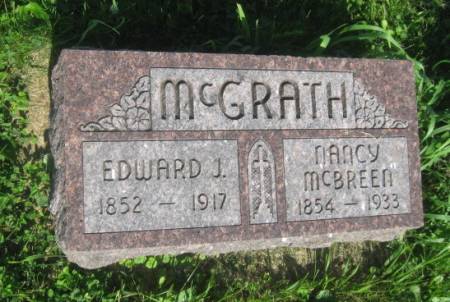 McGRATH
EDWARD J.
1852 - 1917
NANCY
McBREEN
1854 - 1933